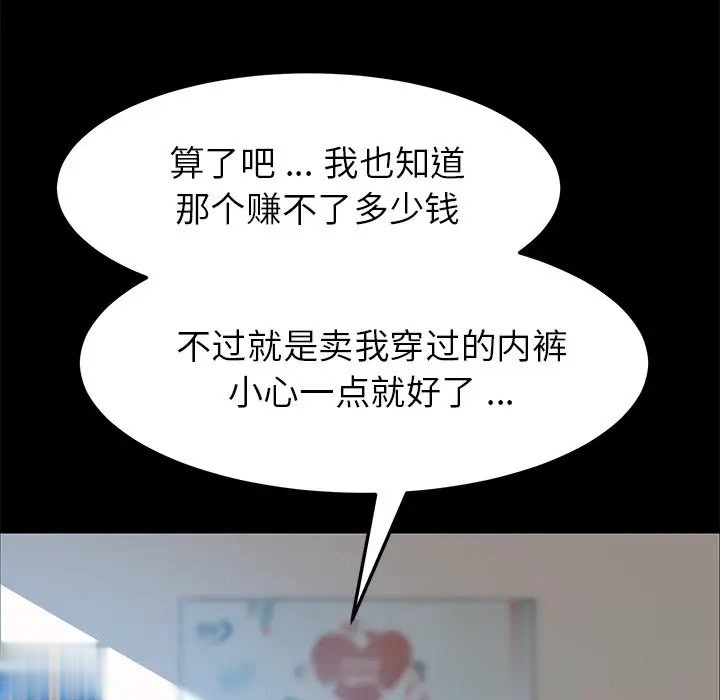 算了吧 ... 我也知道
那个赚不了多少钱
不过就是卖我穿过的内裤
小心一点就好了 ...